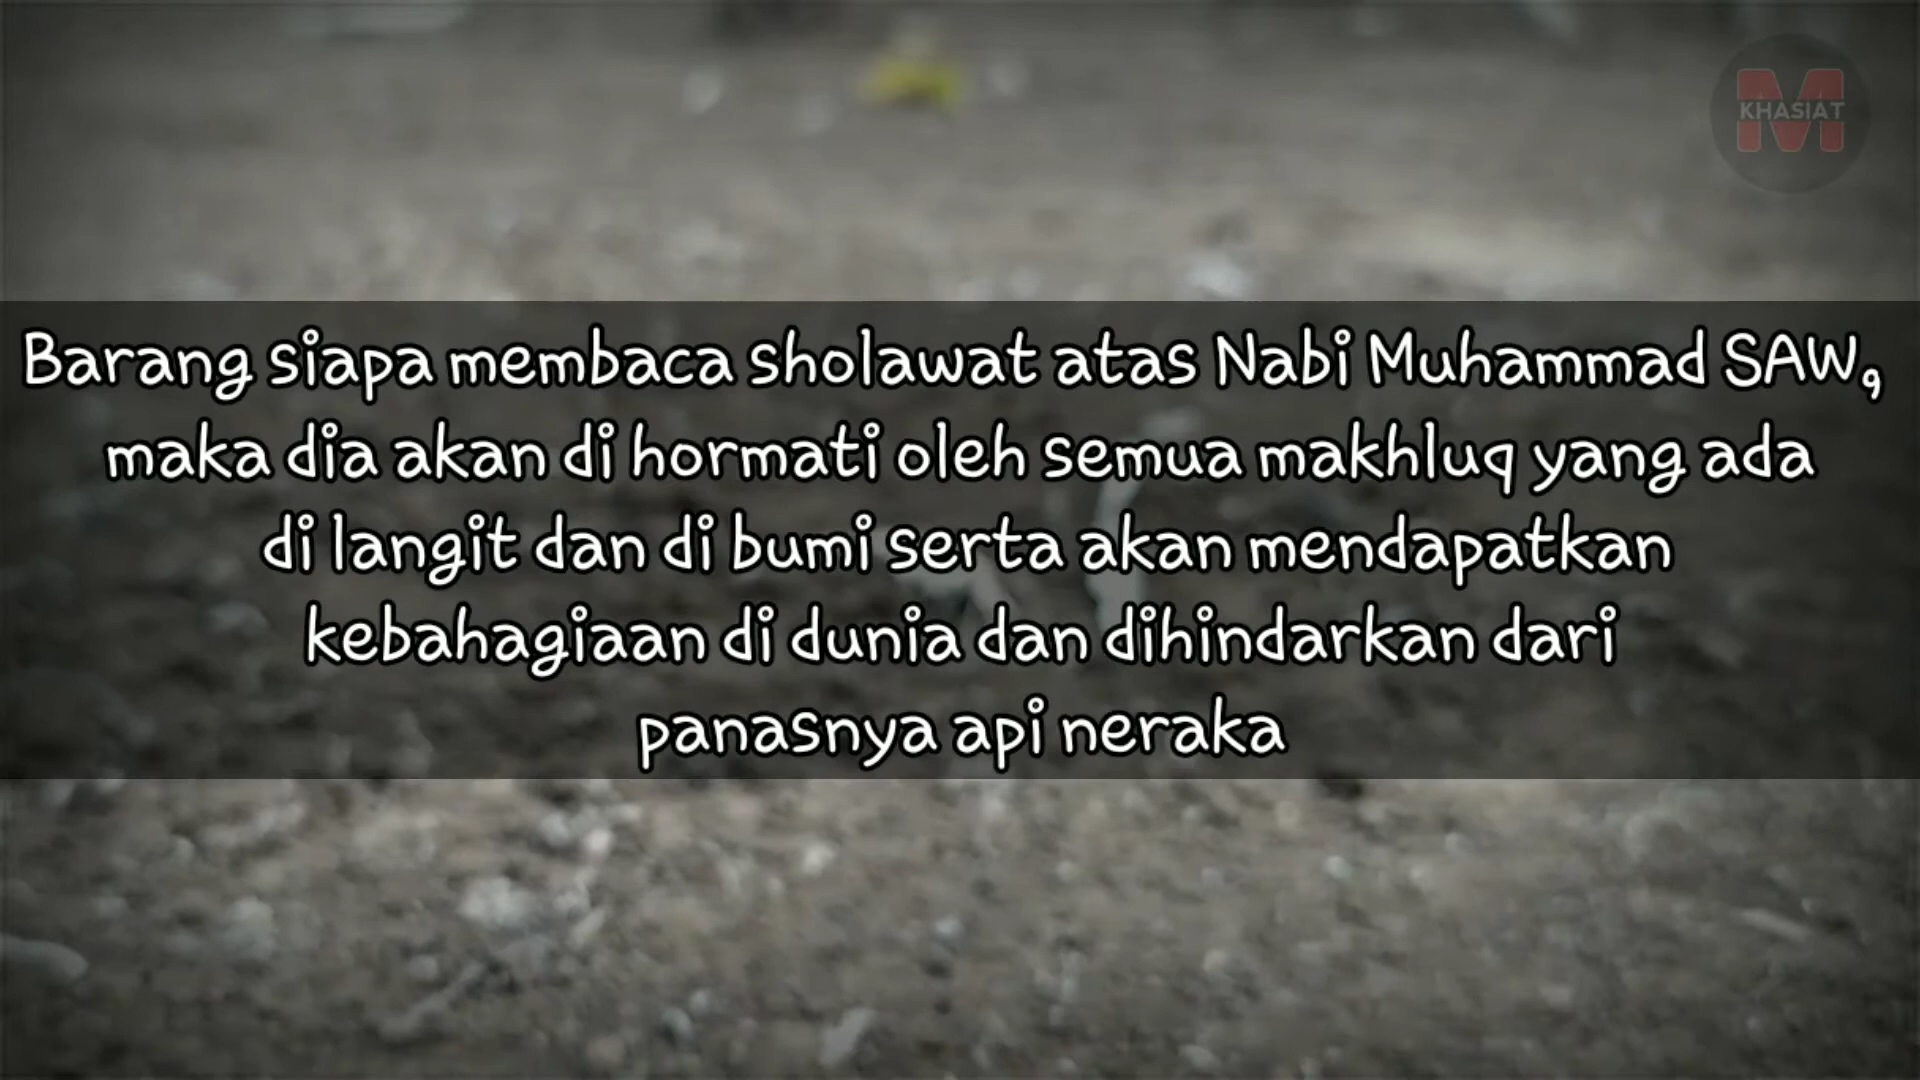 M
KHASIAT
Barang siapa membaca sholawat atas Nabi Muhammad SAW,
maka dia akan di hormati oleh semua makhluq yang ada
di langit dan di bumi serta akan mendapatkan
kebahagiaan di dunia dan dihindarkan dari
panasnya api neraka